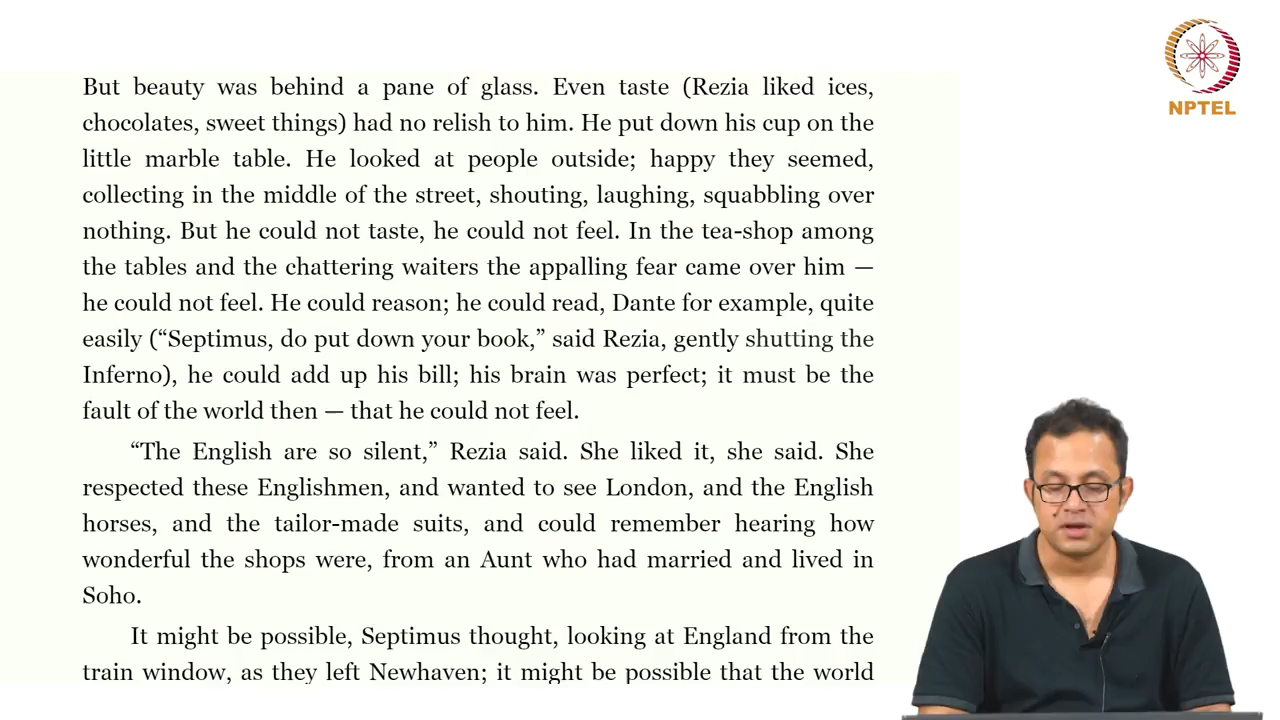 But beauty was behind a pane of glass. Even taste (Rezia liked ices,
chocolates, sweet things) had no relish to him. He put down his cup on the
little marble table. He looked at people outside; happy they seemed,
collecting in the middle of the street, shouting, laughing, squabbling over
nothing. But he could not taste, he could not feel. In the tea-shop among
the tables and the chattering waiters the appalling fear came over him —
he could not feel. He could reason; he could read, Dante for example, quite
easily (“Septimus, do put down your book,” said Rezia, gently shutting the
Inferno), he could add up his bill; his brain was perfect; it must be the
fault of the world then — that he could not feel.
“The English are so silent,” Rezia said. She liked it, she said. She
respected these Englishmen, and wanted to see London, and the English
horses, and the tailor-made suits, and could remember hearing how
wonderful the shops were, from an Aunt who had married and lived in
Soho.
It might be possible, Septimus thought, looking at England from the
train window, as they left Newhaven; it might be possible that the world
NPTEL